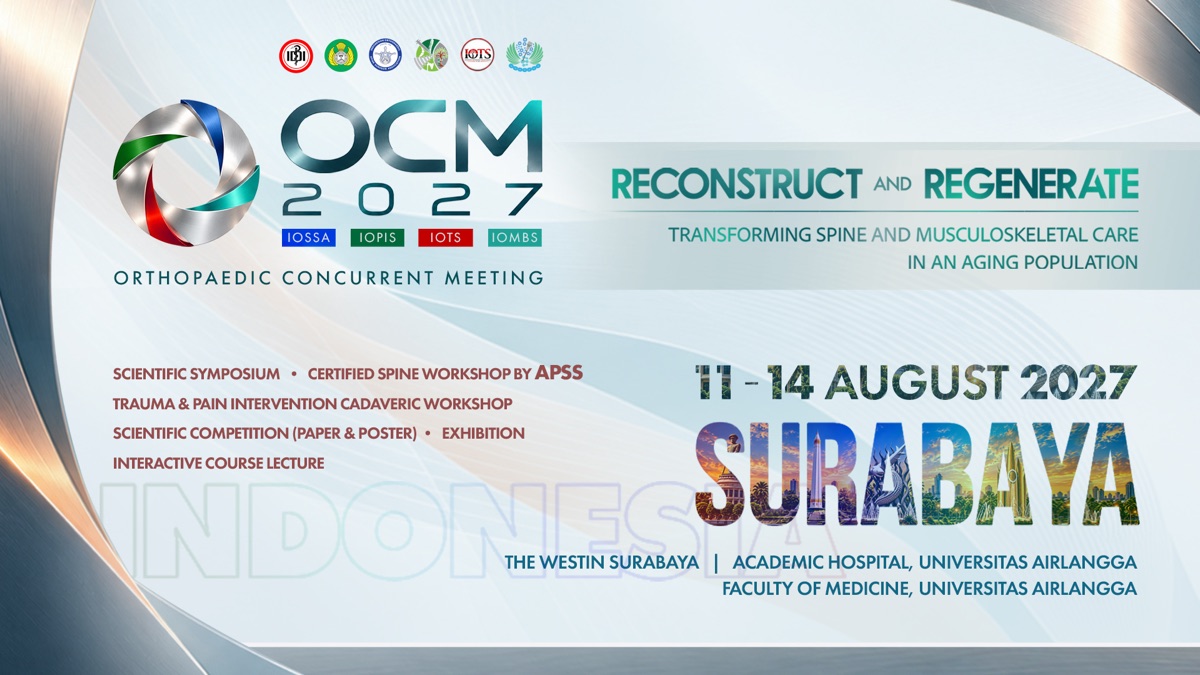 IDI
IOTS
OCM
2027
IOSSA IOPIS IOTS IOMBS
ORTHOPAEDIC CONCURRENT MEETING
RECONSTRUCT AND REGENERATE
TRANSFORMING SPINE AND MUSCULOSKELETAL CARE
IN AN AGING POPULATION
SCIENTIFIC SYMPOSIUM • CERTIFIED SPINE WORKSHOP BY APSS
TRAUMA & PAIN INTERVENTION CADAVERIC WORKSHOP
SCIENTIFIC COMPETITION (PAPER & POSTER) • EXHIBITION
INTERACTIVE COURSE LECTURE
11 - 14 AUGUST 2027
SURABAYA
INDONESIA
THE WESTIN SURABAYA | ACADEMIC HOSPITAL, UNIVERSITAS AIRLANGGA
FACULTY OF MEDICINE, UNIVERSITAS AIRLANGGA